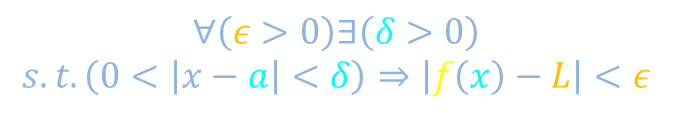 ∀(ϵ > 0)∃(δ > 0)
s.t.(0 < |x − a| < δ) ⇒ |f(x) − L| < ϵ